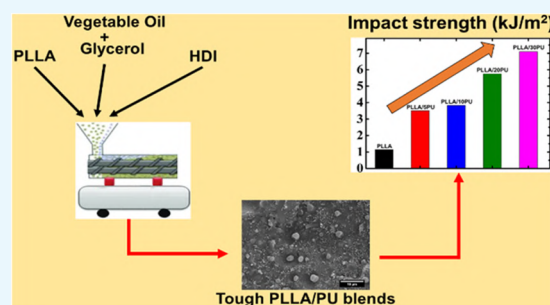 Vegetable Oil
+
PLLA Glycerol HDI
Impact strength (kJ/m²)
7
6
5
4
3
2
1
0
PLLA
PLLA/5PU
PLLA/10PU
PLLA/20PU
PLLA/30PU
Tough PLLA/PU blends